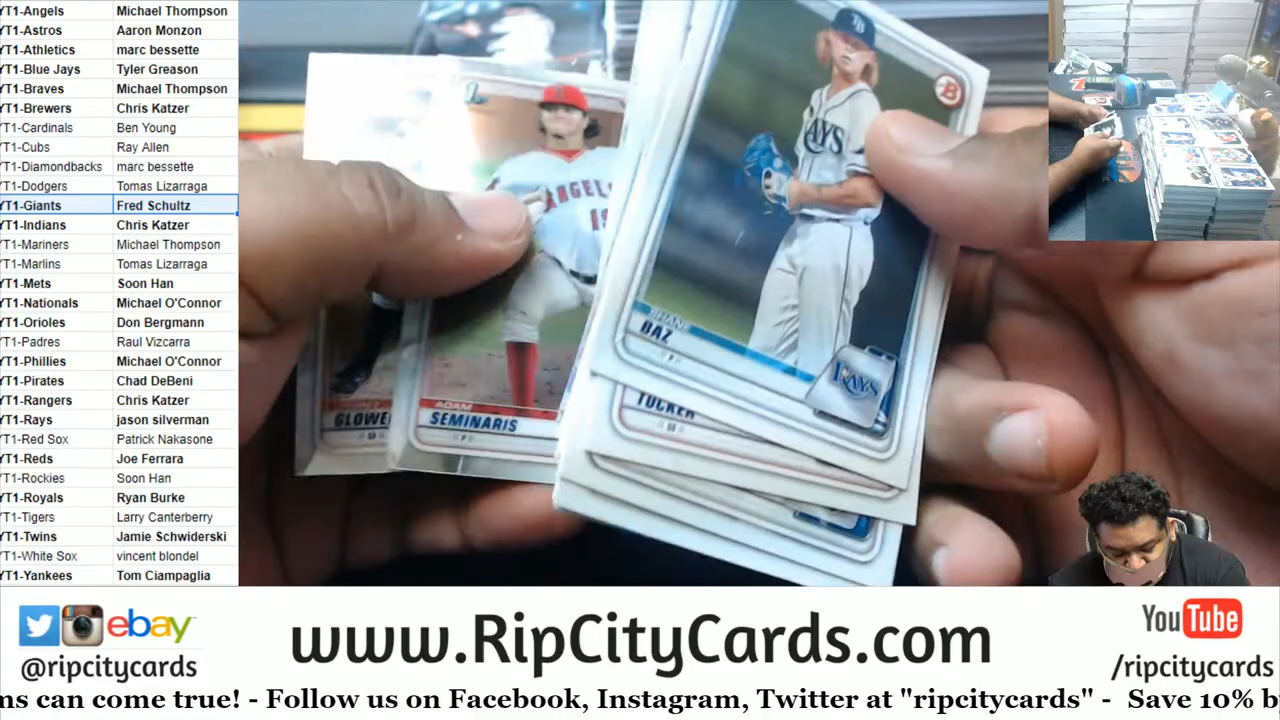 YT1-Angels Michael Thompson
YT1-Astros Aaron Monzon
YT1-Athletics marc bessette
YT1-Blue Jays Tyler Greason
YT1-Braves Michael Thompson
YT1-Brewers Chris Katzer
YT1-Cardinals Ben Young
YT1-Cubs Ray Allen
YT1-Diamondbacks marc bessette
YT1-Dodgers Tomas Lizarraga
YT1-Giants Fred Schultz
YT1-Indians Chris Katzer
YT1-Mariners Michael Thompson
YT1-Marlins Tomas Lizarraga
YT1-Mets Soon Han
YT1-Nationals Michael O'Connor
YT1-Orioles Don Bergmann
YT1-Padres Raul Vizcarra
YT1-Phillies Michael O'Connor
YT1-Pirates Chad DeBeni
YT1-Rangers Chris Katzer
YT1-Rays jason silverman
YT1-Red Sox Patrick Nakasone
YT1-Reds Joe Ferrara
YT1-Rockies Soon Han
YT1-Royals Ryan Burke
YT1-Tigers Larry Canterberry
YT1-Twins Jamie Schwiderski
YT1-White Sox vincent blondel
YT1-Yankees Tom Ciampaglia
TB
B
RAYS
ANGELS
SHANE
BAZ
P
RAYS
TUCKER
ADAM
SEMINARIS
P
GLOWE
ebay
@ripcitycards
www.RipCityCards.com
YouTube
/ripcitycards
ns can come true! - Follow us on Facebook, Instagram, Twitter at "ripcitycards" - Save 10% b